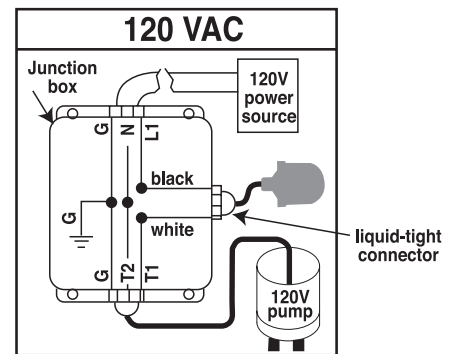 120 VAC
Junction
box
120V
power
source
G
N
L1
black
G
white
liquid-tight
connector
G
T2
T1
120V
pump